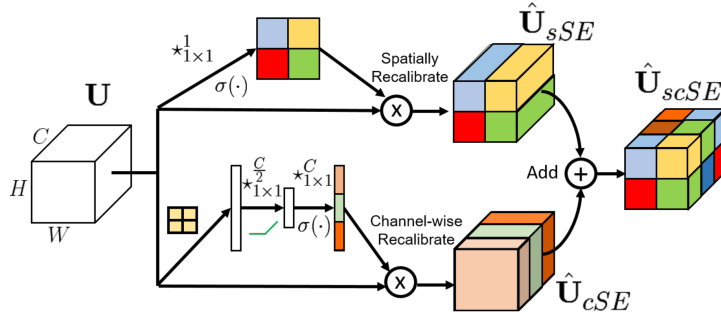 U
C
H
W
⋆¹₁ₓ₁
σ(·)
Spatially
Recalibrate
X
Û_sSE
⋆^{C/2}₁ₓ₁
⋆^C₁ₓ₁
σ(·)
Channel-wise
Recalibrate
X
Û_cSE
Add
+
Û_scSE